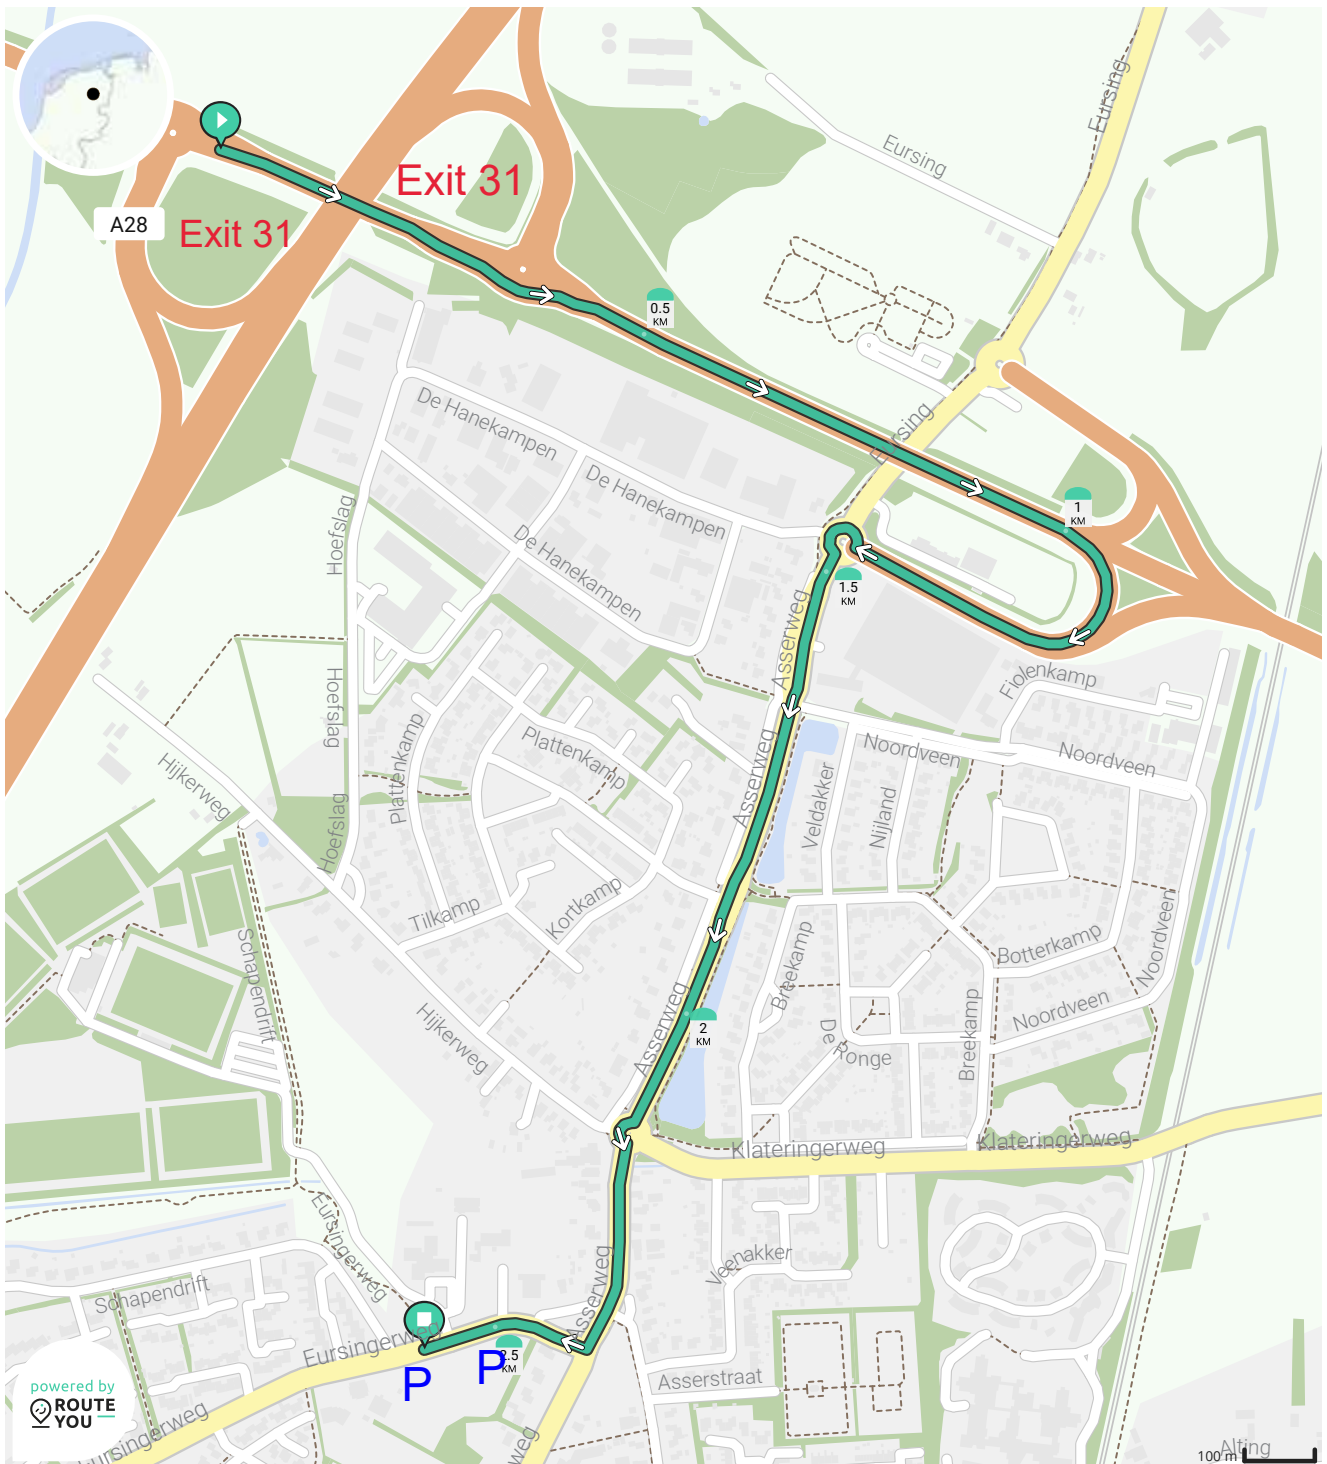 Eursing
Eursing
Exit 31
A28
Exit 31
0.5
KM
De Hanekampen
Eursing
De Hanekampen
Hoefslag
1
KM
De Hanekampen
1.5
KM
Asserweg
Hoefslag
Fiolenkamp
Plattenkamp
Plattenkamp
Noordveen
Noordveen
Hijkerweg
Asserweg
Veldakker
Nijland
Hoefslag
Tilkamp
Kortkamp
Schapendrift
Breekamp
Botterkamp
Noordveen
Hijkerweg
Asserweg
2
KM
De Ronge
Breekamp
Noordveen
Klateringerweg
Klateringerweg
Eursingerweg
Veenakker
Schapendrift
Asserweg
Eursingerweg
P
P
2.5
KM
Asserstraat
powered by
ROUTE
YOU
Eursingerweg
weg
Alting
100 m